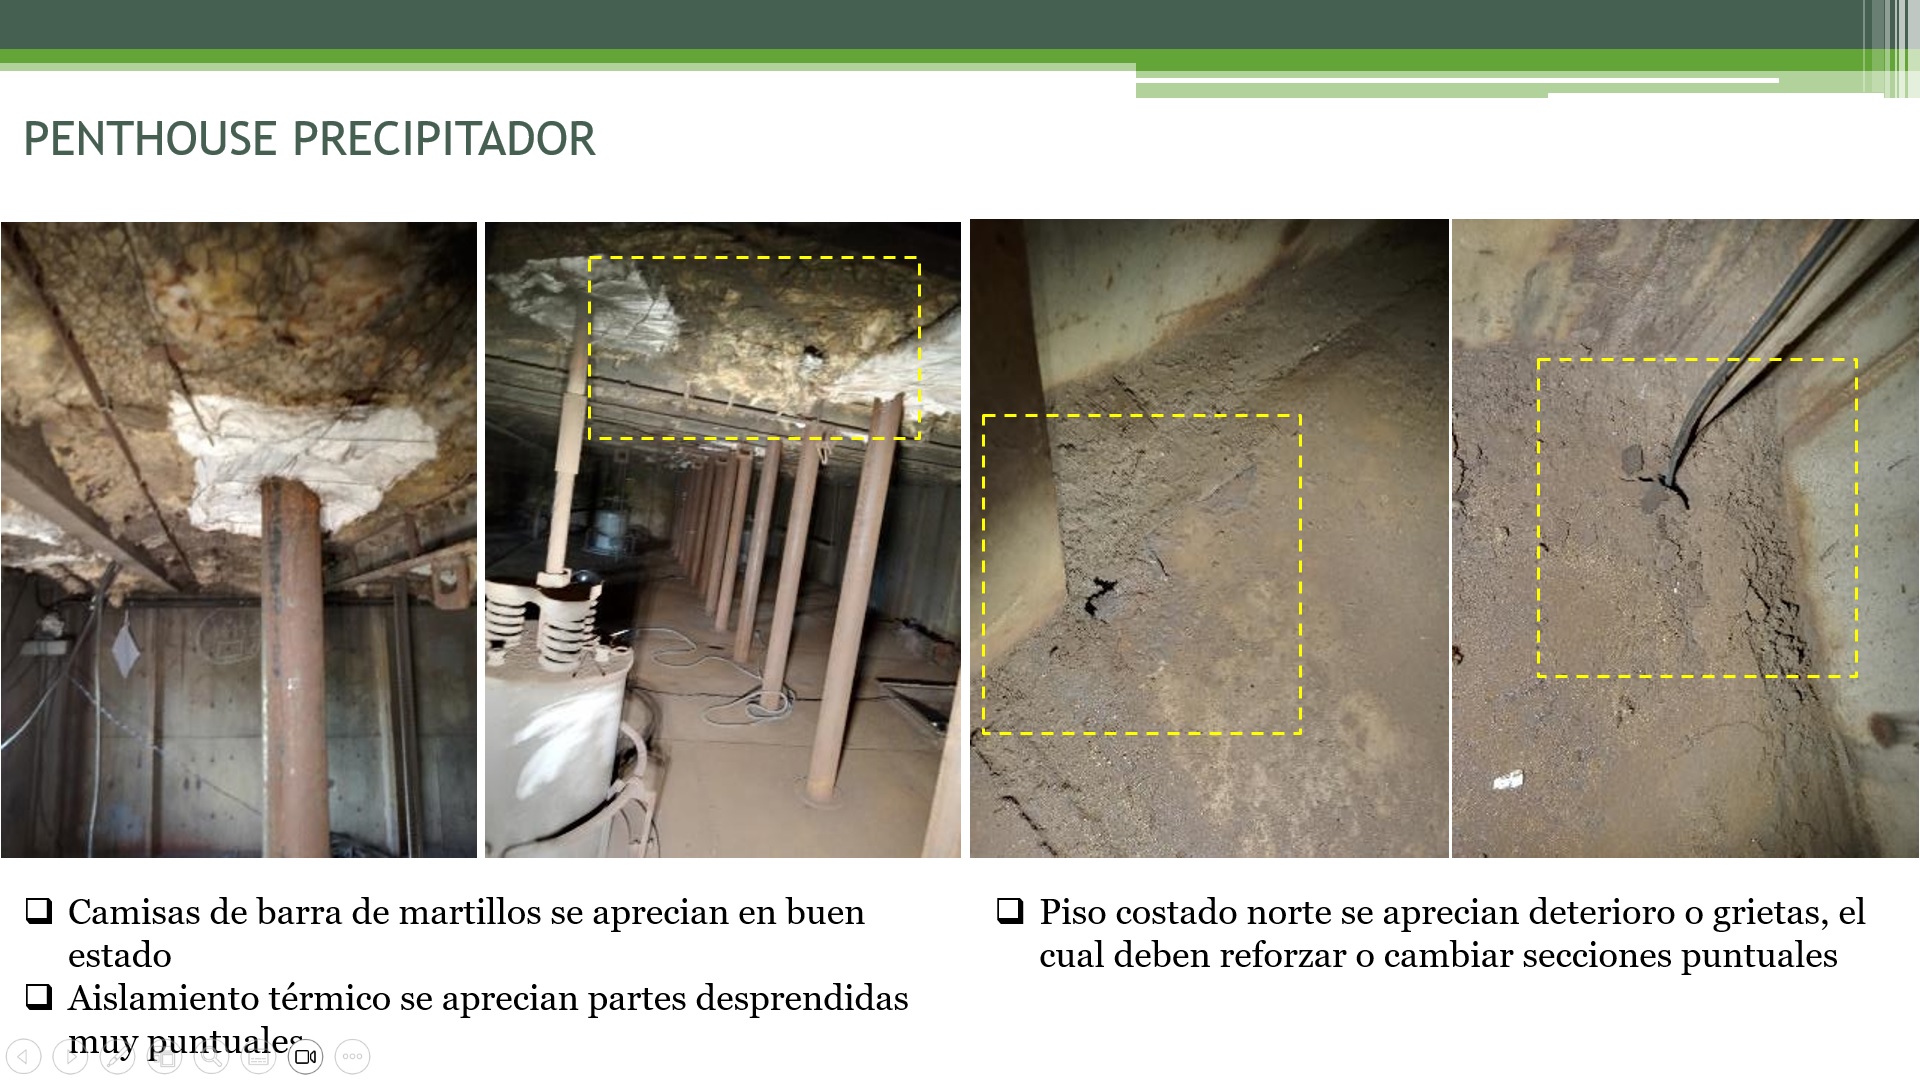 PENTHOUSE PRECIPITADOR
❑ Camisas de barra de martillos se aprecian en buen
estado
❑ Aislamiento térmico se aprecian partes desprendidas
muy puntuales
❑ Piso costado norte se aprecian deterioro o grietas, el
cual deben reforzar o cambiar secciones puntuales